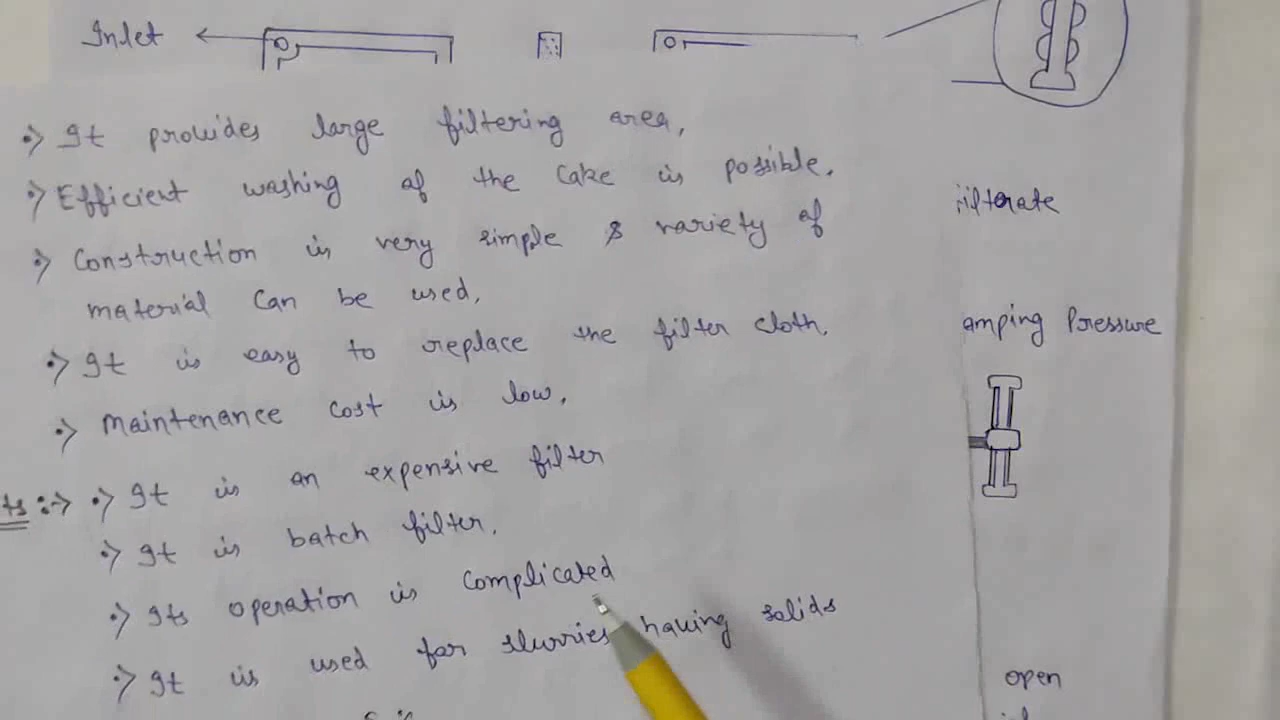 Inlet
It provides large filtering area,
Efficient washing of the cake is possible.
filterate
Construction is very simple & variety of
material can be used,
amping Pressure
It is easy to replace the filter cloth.
Maintenance cost is low,
ts :-> It is an expensive filter
It is batch filter.
Its operation is complicated
It is used for slurries having solids
open